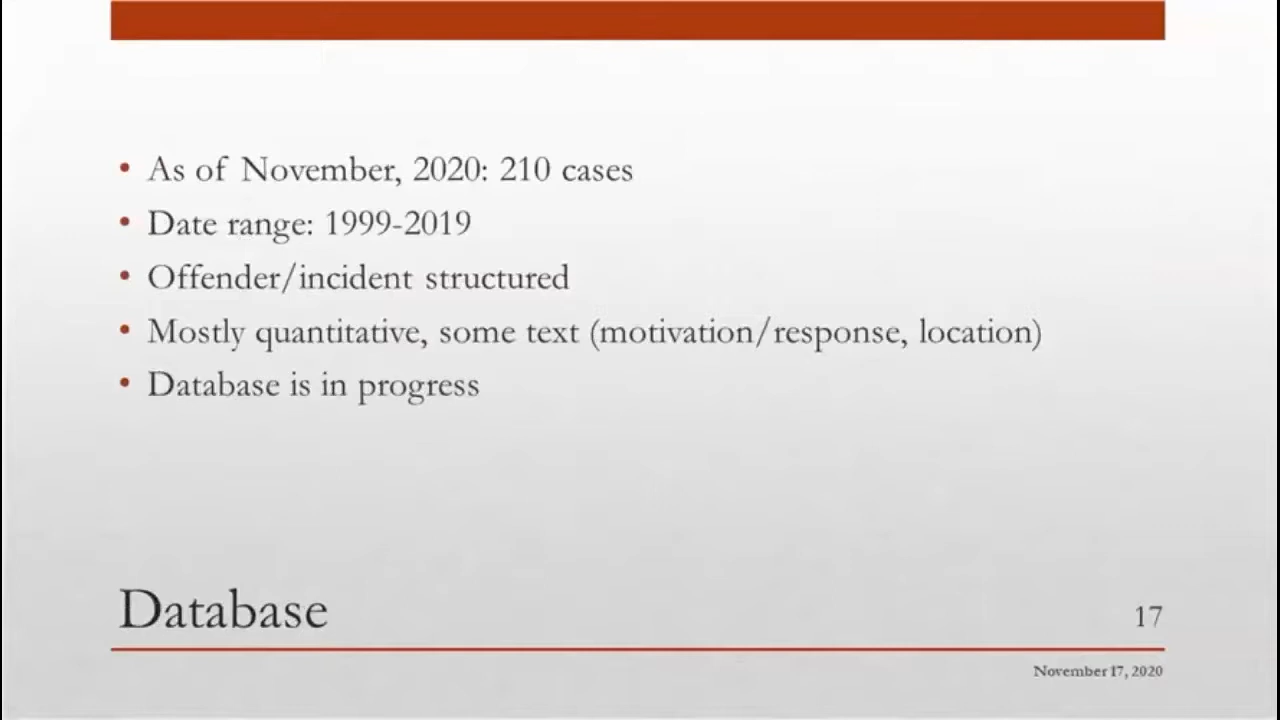 • As of November, 2020: 210 cases
• Date range: 1999-2019
• Offender/incident structured
• Mostly quantitative, some text (motivation/response, location)
• Database is in progress
Database
17
November 17, 2020